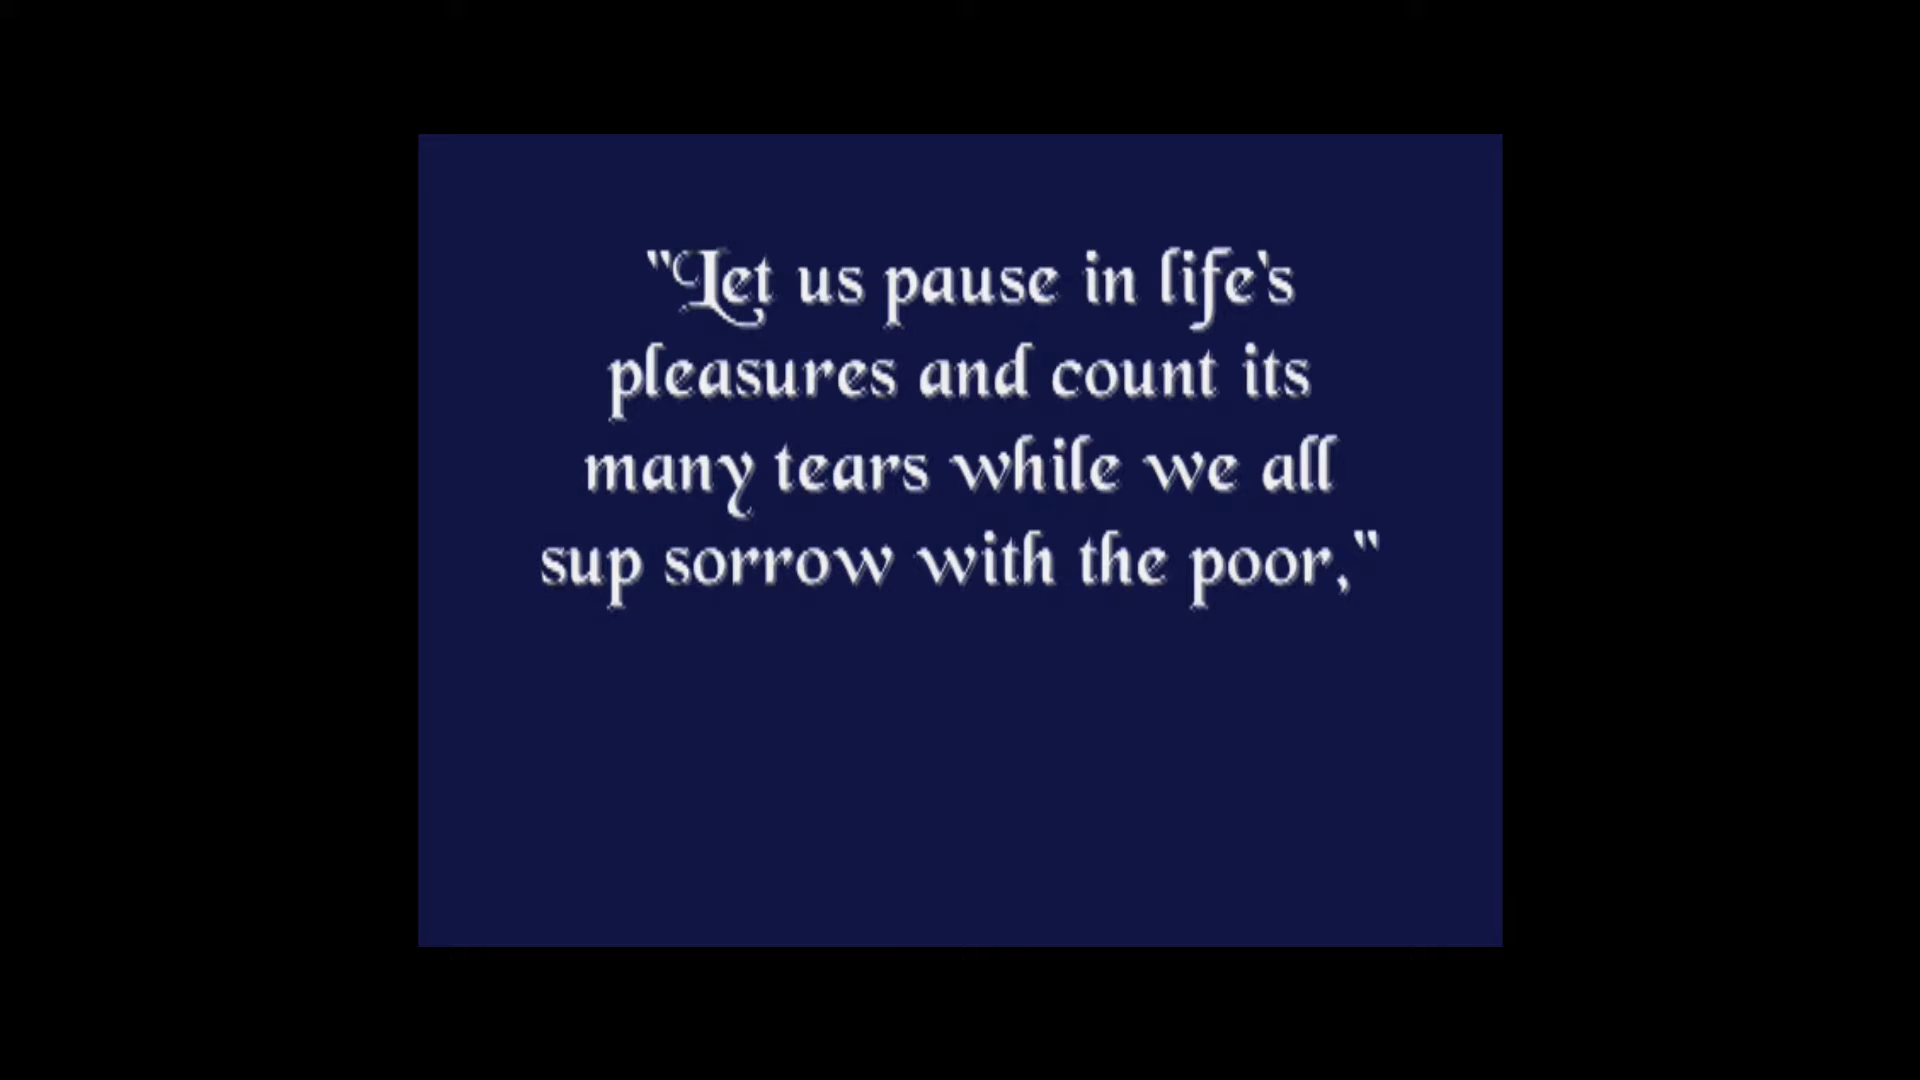 "Let us pause in life's
pleasures and count its
many tears while we all
sup sorrow with the poor,"